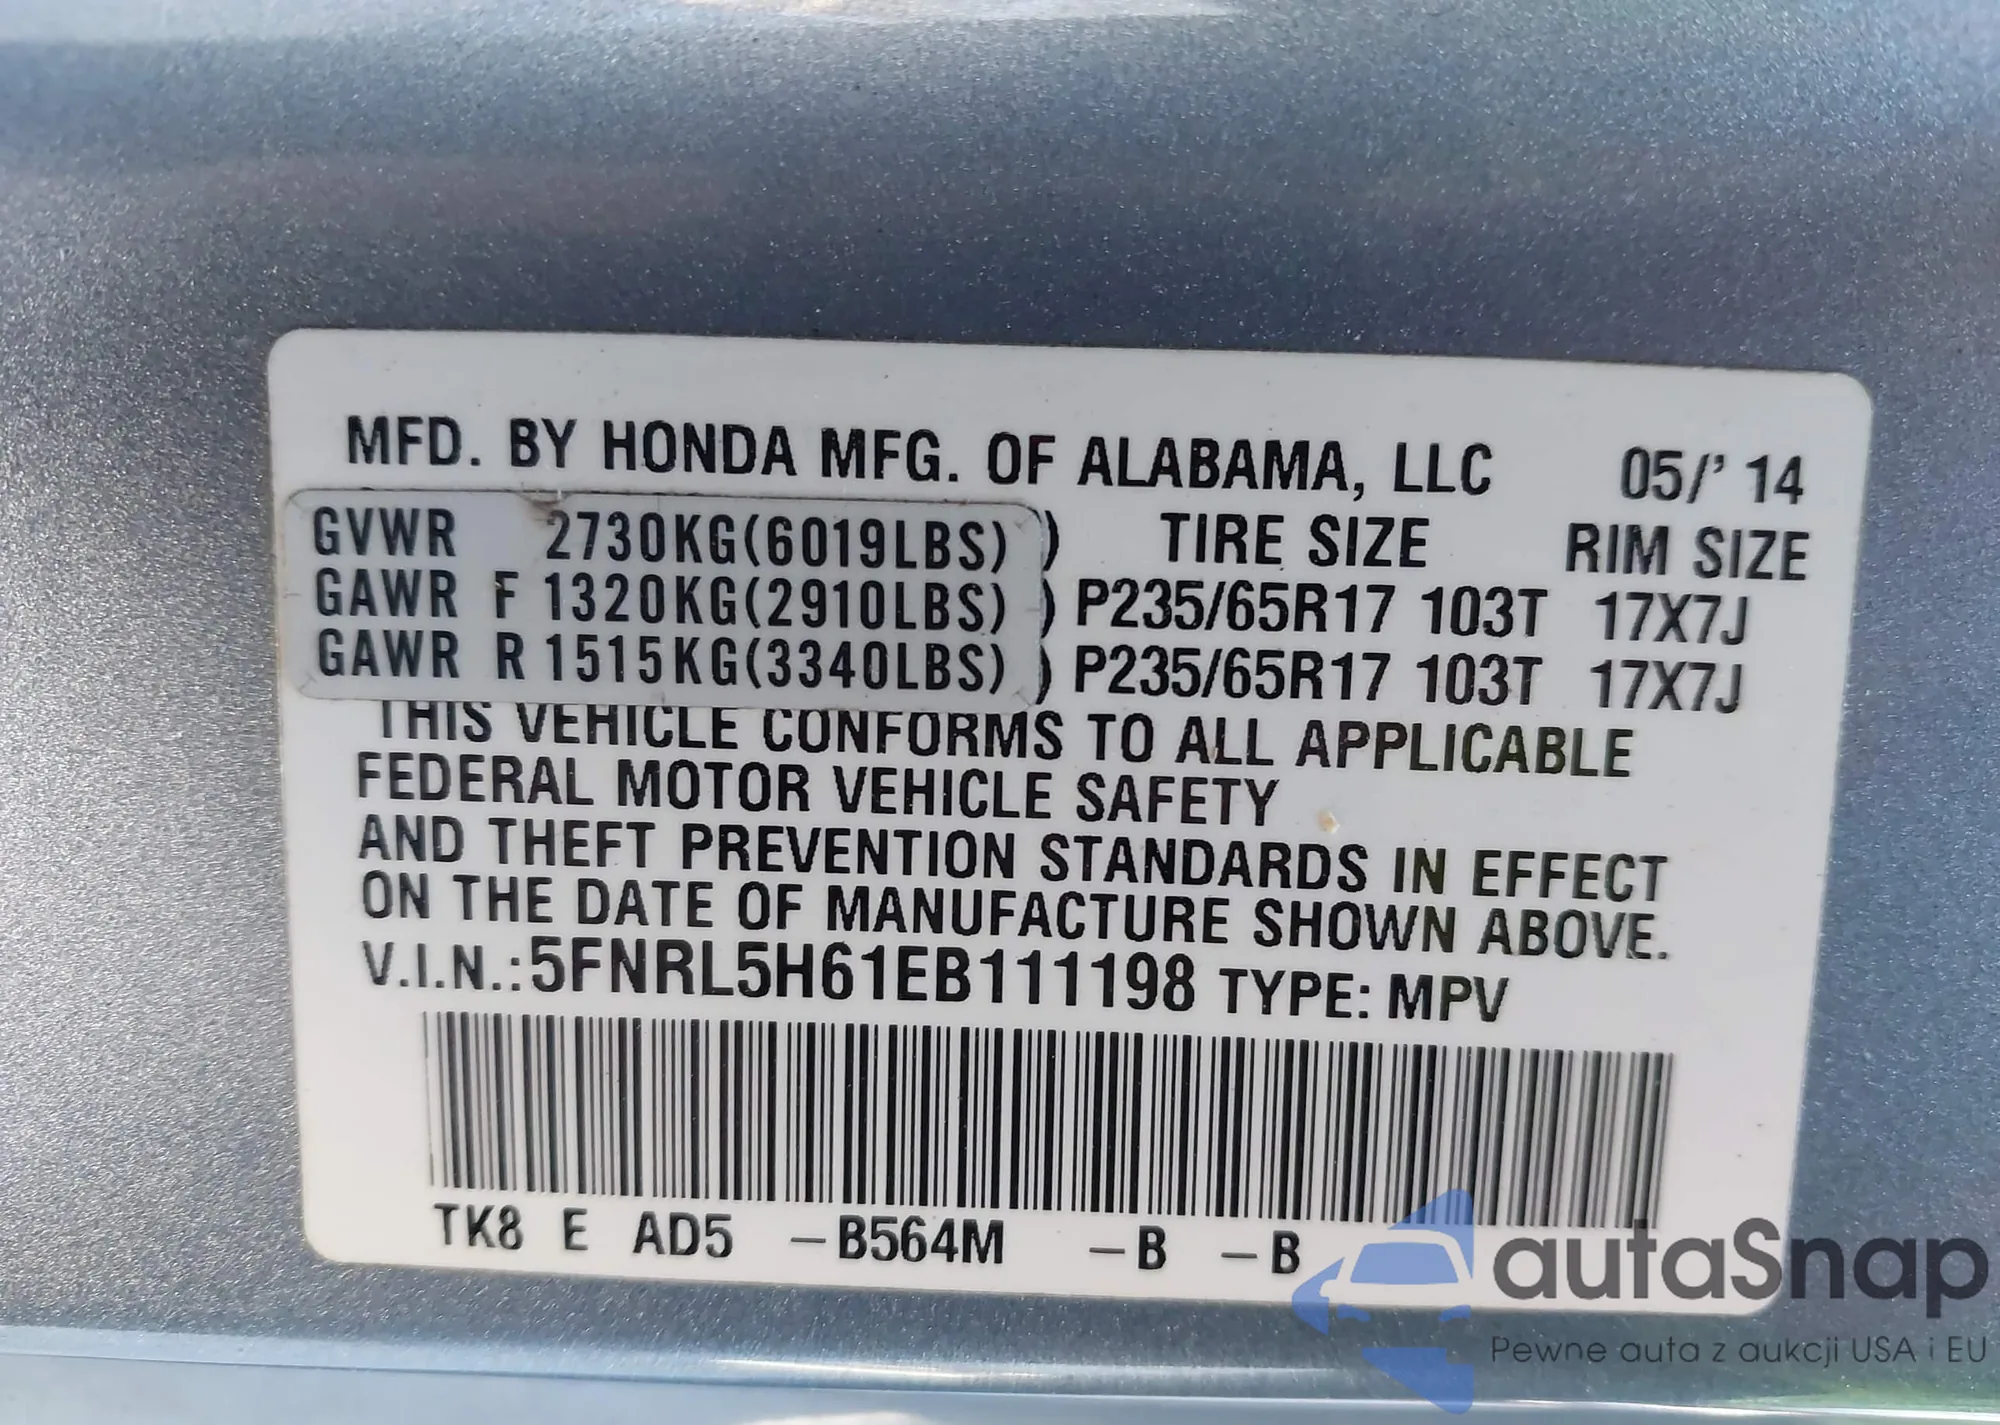 MFD. BY HONDA MFG. OF ALABAMA, LLC 05/' 14
GVWR 2730KG(6019LBS) ) TIRE SIZE RIM SIZE
GAWR F 1320KG(2910LBS) ) P235/65R17 103T 17X7J
GAWR R 1515KG(3340LBS) ) P235/65R17 103T 17X7J
THIS VEHICLE CONFORMS TO ALL APPLICABLE
FEDERAL MOTOR VEHICLE SAFETY
AND THEFT PREVENTION STANDARDS IN EFFECT
ON THE DATE OF MANUFACTURE SHOWN ABOVE.
V.I.N.:5FNRL5H61EB111198 TYPE: MPV
TK8 E AD5 –B564M –B –B
autaSnap
Pewne auta z aukcji USA i EU